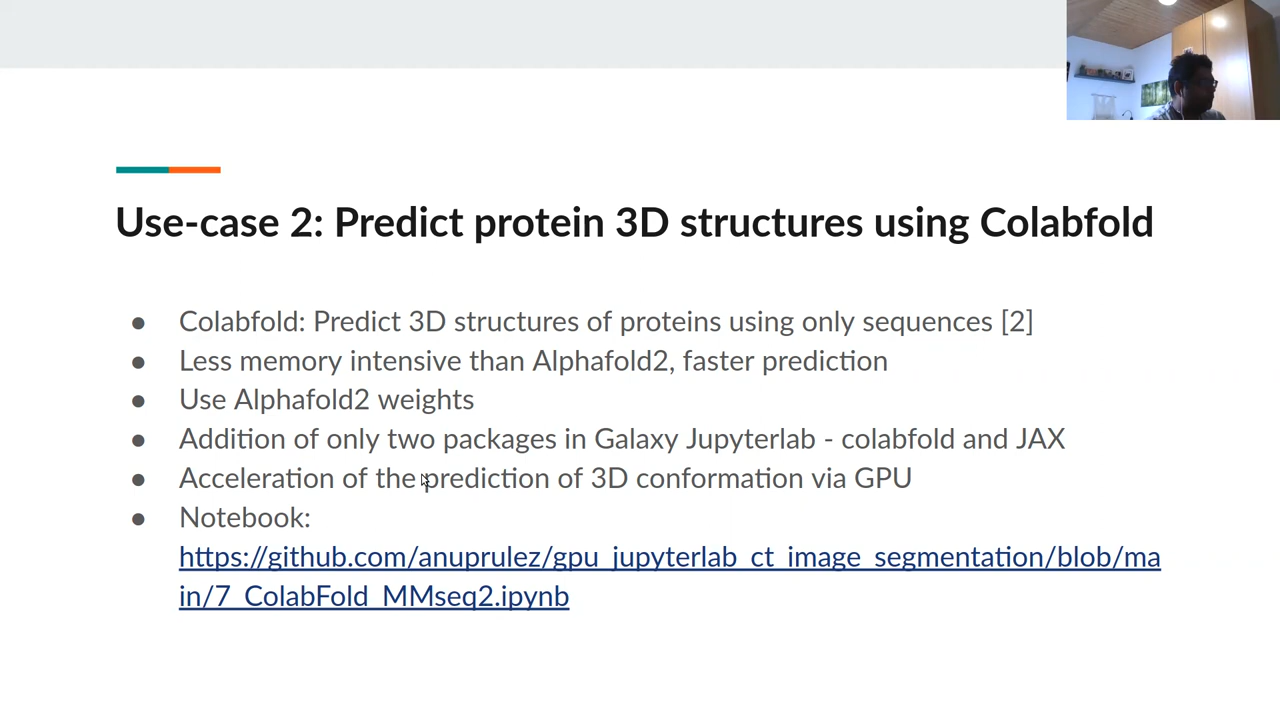 Use-case 2: Predict protein 3D structures using Colabfold
● Colabfold: Predict 3D structures of proteins using only sequences [2]
● Less memory intensive than Alphafold2, faster prediction
● Use Alphafold2 weights
● Addition of only two packages in Galaxy Jupyterlab - colabfold and JAX
● Acceleration of the prediction of 3D conformation via GPU
● Notebook:
https://github.com/anuprulez/gpu_jupyterlab_ct_image_segmentation/blob/ma
in/7_ColabFold_MMseq2.ipynb